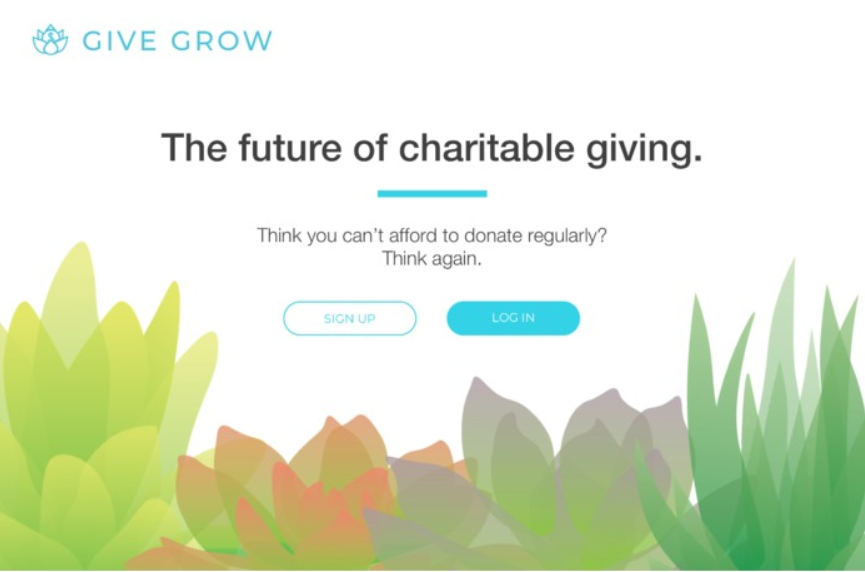 GIVE GROW
The future of charitable giving.
Think you can't afford to donate regularly?
Think again.
SIGN UP
LOG IN